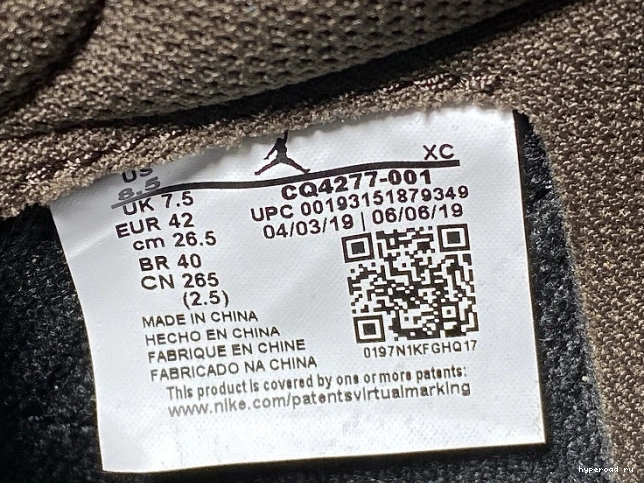 XC
US
8.5
CQ4277-001
UK 7.5
UPC 00193151879349
EUR 42
04/03/19 | 06/06/19
cm 26.5
BR 40
CN 265
(2.5)
MADE IN CHINA
HECHO EN CHINA
FABRIQUE EN CHINE
FABRICADO NA CHINA
0197N1KFGHQ17
This product is covered by one or more patents:
www.nike.com/patentsvirtualmarking
hyperoad ru